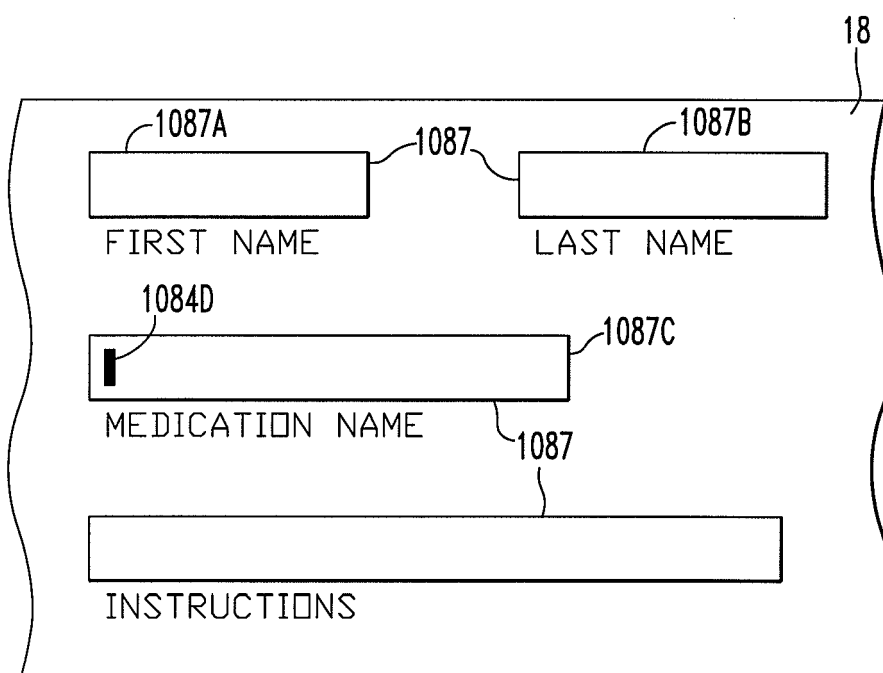 18
1087A 1087 1087B
FIRST NAME LAST NAME
1084D
1087C
MEDICATION NAME
1087
INSTRUCTIONS